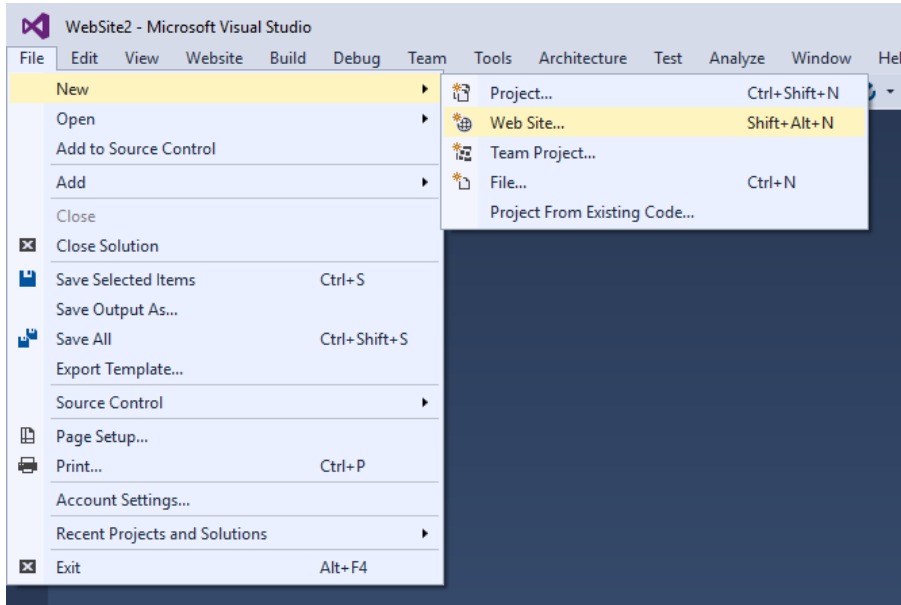 WebSite2 - Microsoft Visual Studio
File Edit View Website Build Debug Team Tools Architecture Test Analyze Window Hel
New
Open
Add to Source Control
Add
Close
Close Solution
Save Selected Items Ctrl+S
Save Output As...
Save All Ctrl+Shift+S
Export Template...
Source Control
Page Setup...
Print... Ctrl+P
Account Settings...
Recent Projects and Solutions
Exit Alt+F4
Project... Ctrl+Shift+N
Web Site... Shift+Alt+N
Team Project...
File... Ctrl+N
Project From Existing Code...